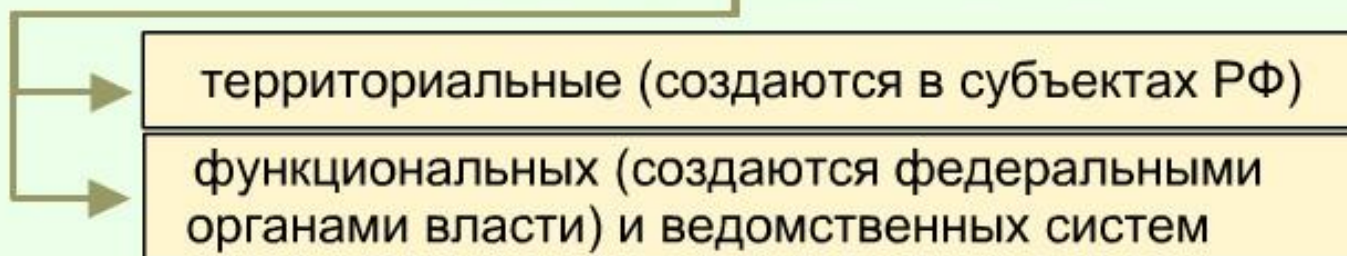 территориальные (создаются в субъектах РФ)
функциональных (создаются федеральными
органами власти) и ведомственных систем